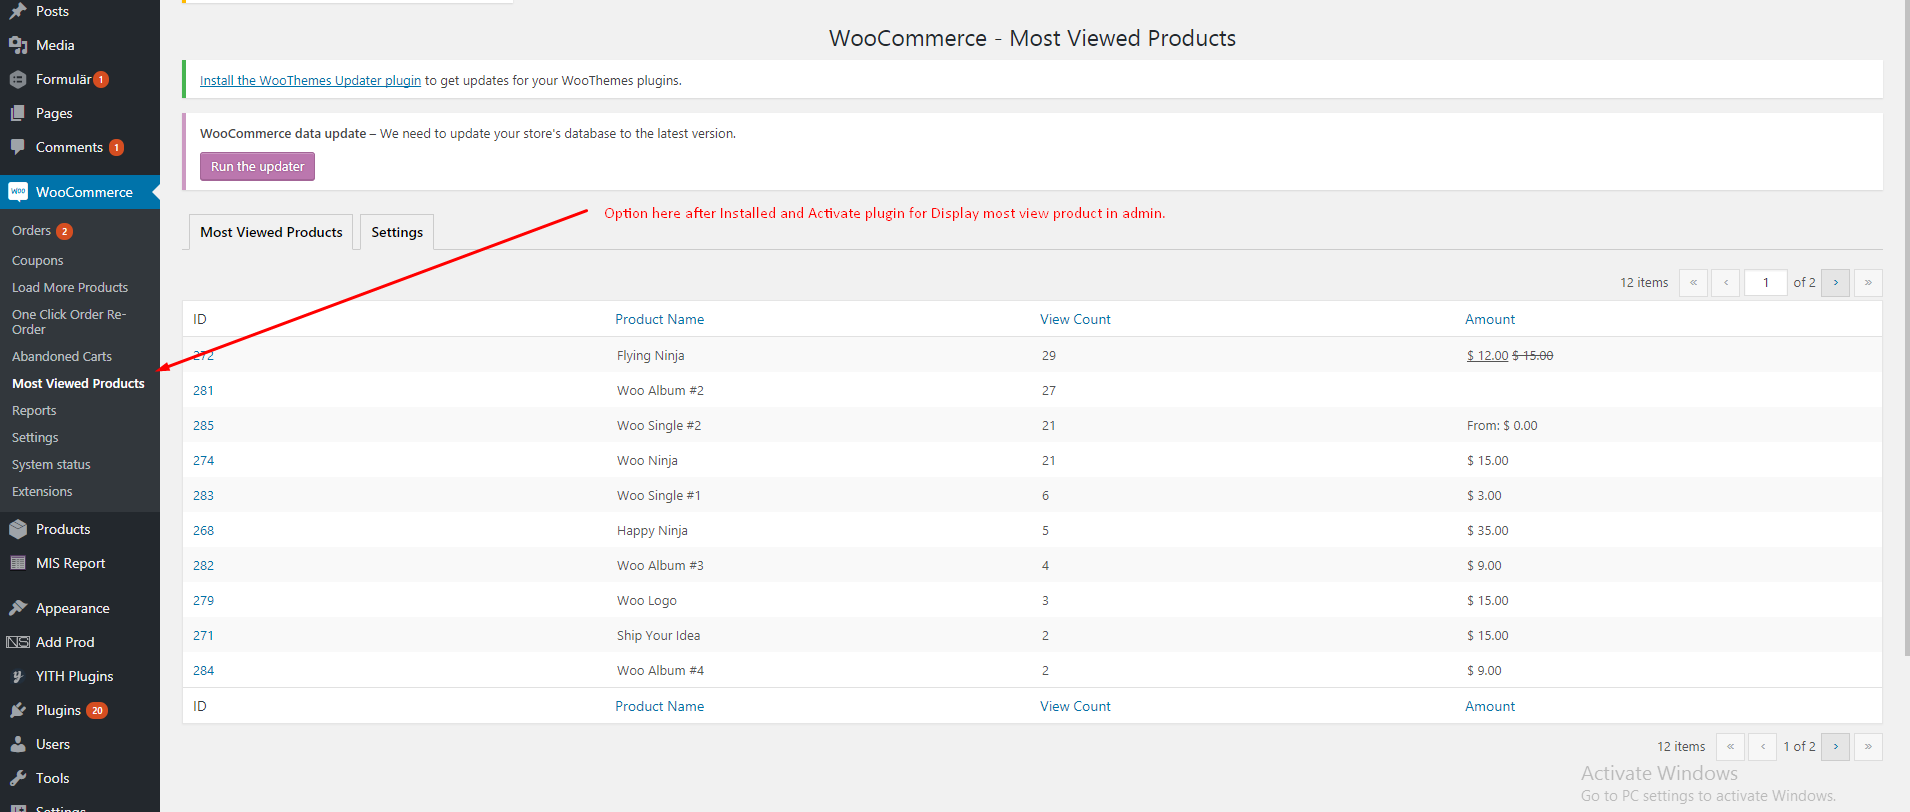 Posts
Media
Formulär 1
Pages
Comments 1
woo WooCommerce
Orders 2
Coupons
Load More Products
One Click Order Re-
Order
Abandoned Carts
Most Viewed Products
Reports
Settings
System status
Extensions
Products
MIS Report
Appearance
NS Add Prod
YITH Plugins
Plugins 20
Users
Tools
Settings
WooCommerce - Most Viewed Products
Install the WooThemes Updater plugin to get updates for your WooThemes plugins.
WooCommerce data update – We need to update your store's database to the latest version.
Run the updater
Option here after Installed and Activate plugin for Display most view product in admin.
Most Viewed Products Settings
12 items « ‹ 1 of 2 › »
ID Product Name View Count Amount
272 Flying Ninja 29 $ 12.00 $ 15.00
281 Woo Album #2 27
285 Woo Single #2 21 From: $ 0.00
274 Woo Ninja 21 $ 15.00
283 Woo Single #1 6 $ 3.00
268 Happy Ninja 5 $ 35.00
282 Woo Album #3 4 $ 9.00
279 Woo Logo 3 $ 15.00
271 Ship Your Idea 2 $ 15.00
284 Woo Album #4 2 $ 9.00
ID Product Name View Count Amount
12 items « ‹ 1 of 2 › »
Activate Windows
Go to PC settings to activate Windows.